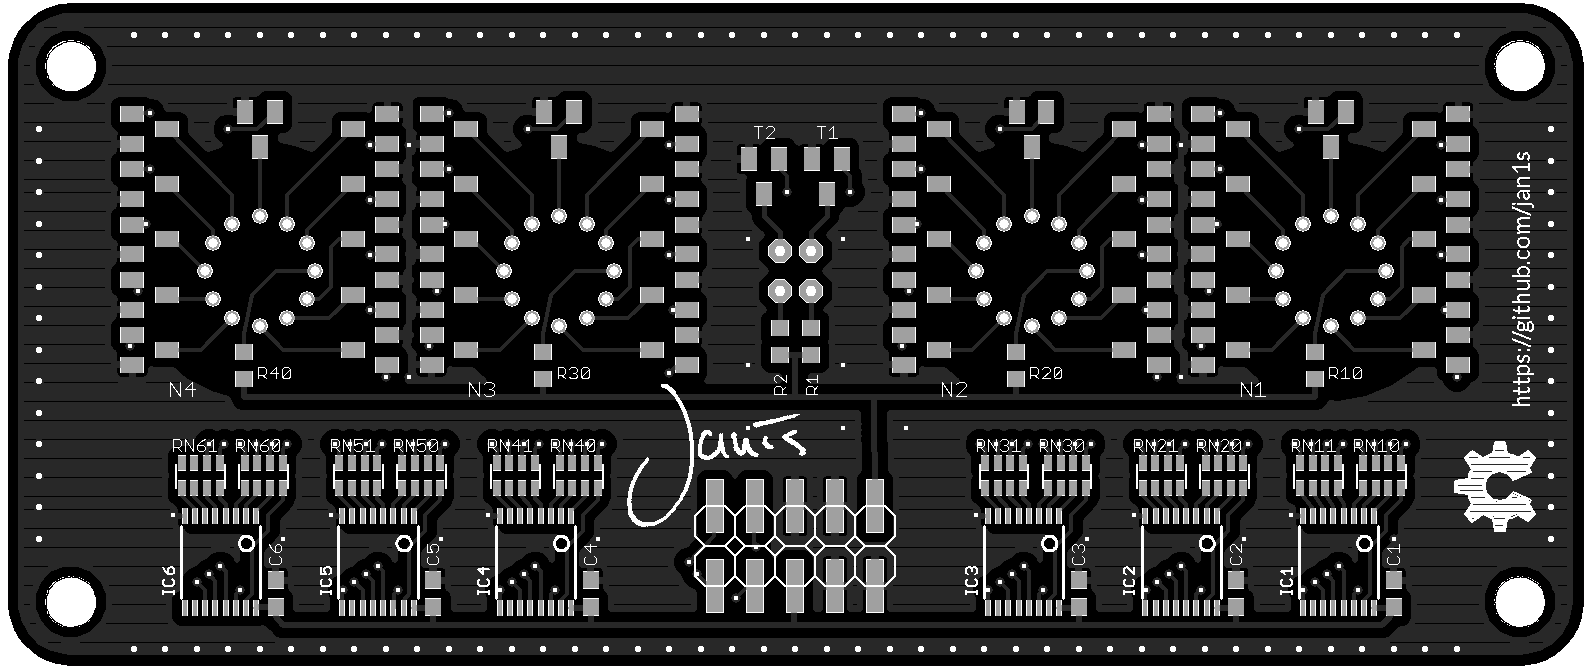 T2 T1
https://github.com/jan1s
R40 R30 R2 R1 R20 R10
N4 N3 N2 N1
Janis
RN61 RN60 RN51 RN50 RN41 RN40 RN31 RN30 RN21 RN20 RN11 RN10
IC6 C6 IC5 C5 IC4 C4 IC3 C3 IC2 C2 IC1 C1